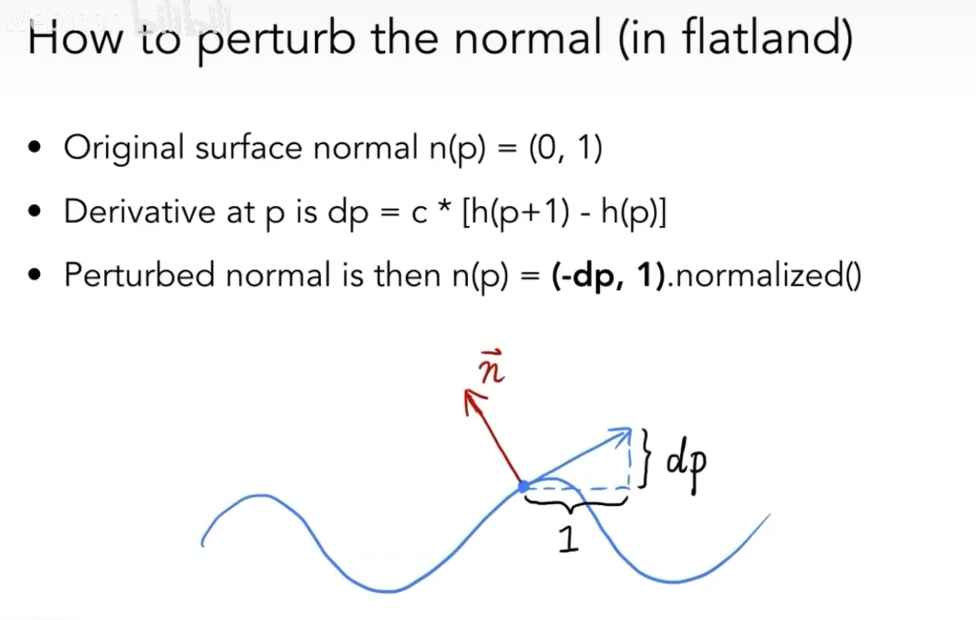 How to perturb the normal (in flatland)
• Original surface normal n(p) = (0, 1)
• Derivative at p is dp = c * [h(p+1) - h(p)]
• Perturbed normal is then n(p) = (-dp, 1).normalized()
n⃗
} dp
1